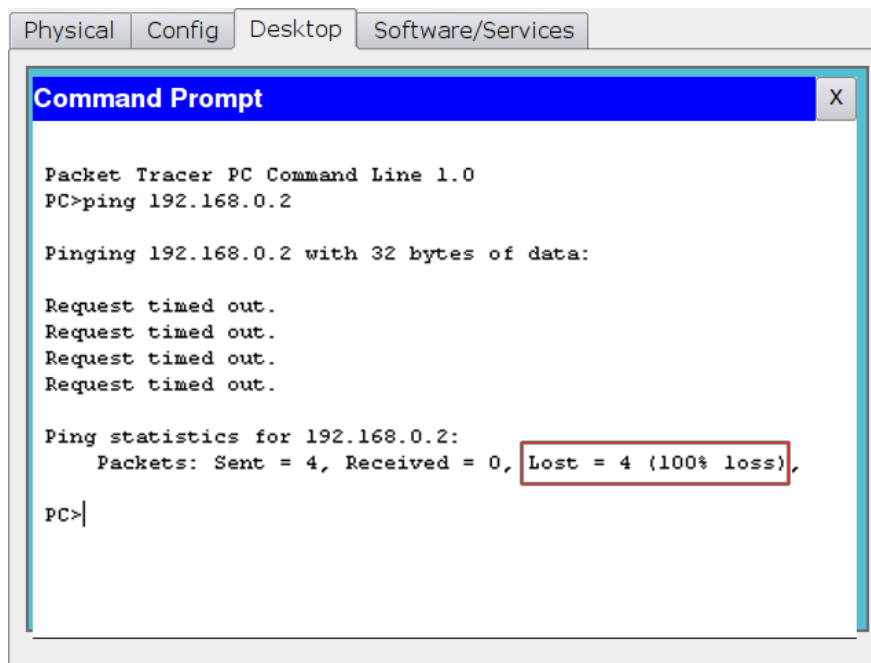 Physical Config Desktop Software/Services
Command Prompt X
Packet Tracer PC Command Line 1.0
PC>ping 192.168.0.2
Pinging 192.168.0.2 with 32 bytes of data:
Request timed out.
Request timed out.
Request timed out.
Request timed out.
Ping statistics for 192.168.0.2:
Packets: Sent = 4, Received = 0, Lost = 4 (100% loss),
PC>